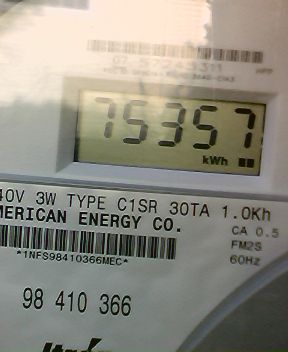 75357
kWh
40V 3W TYPE C1SR 30TA 1.0Kh
MERICAN ENERGY CO.
CA 0.5
*1NFS98410366MEC*
FM2S
60Hz
98 410 366
Itron